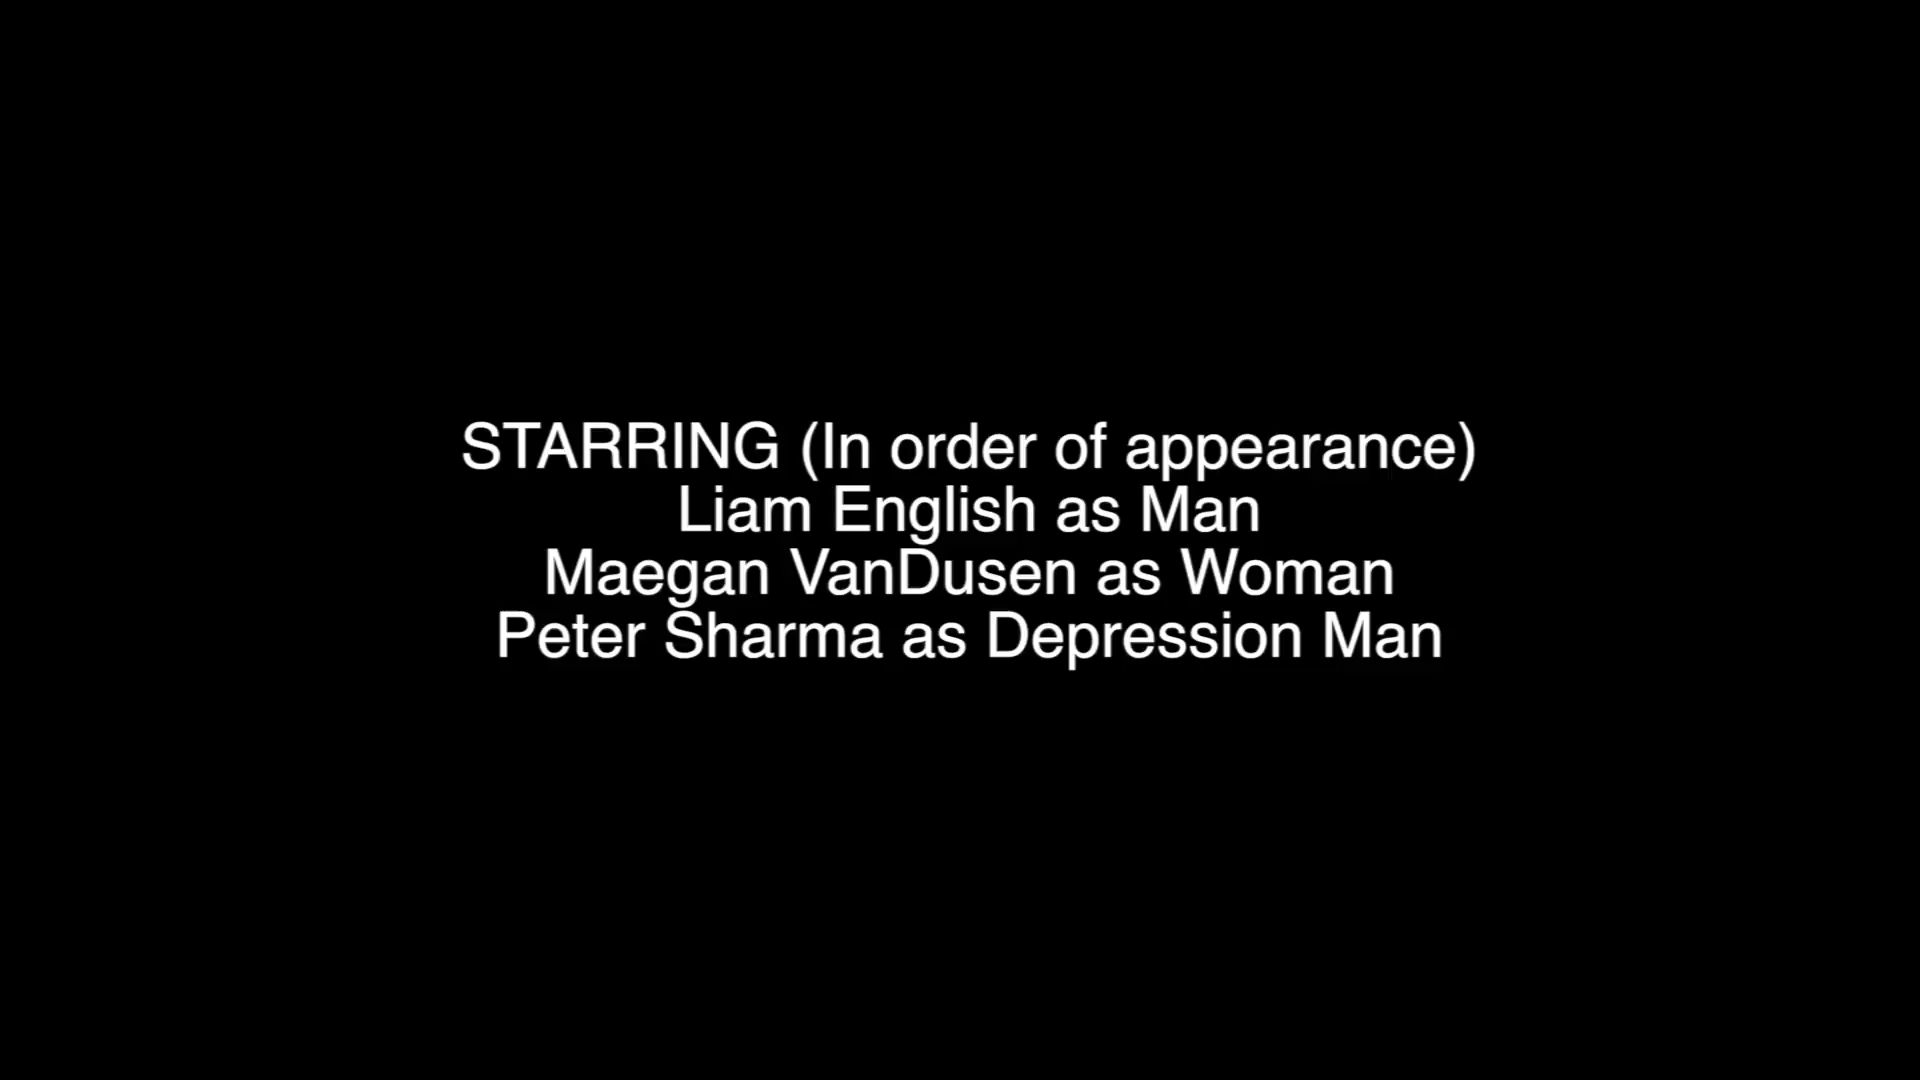 STARRING (In order of appearance)
Liam English as Man
Maegan VanDusen as Woman
Peter Sharma as Depression Man